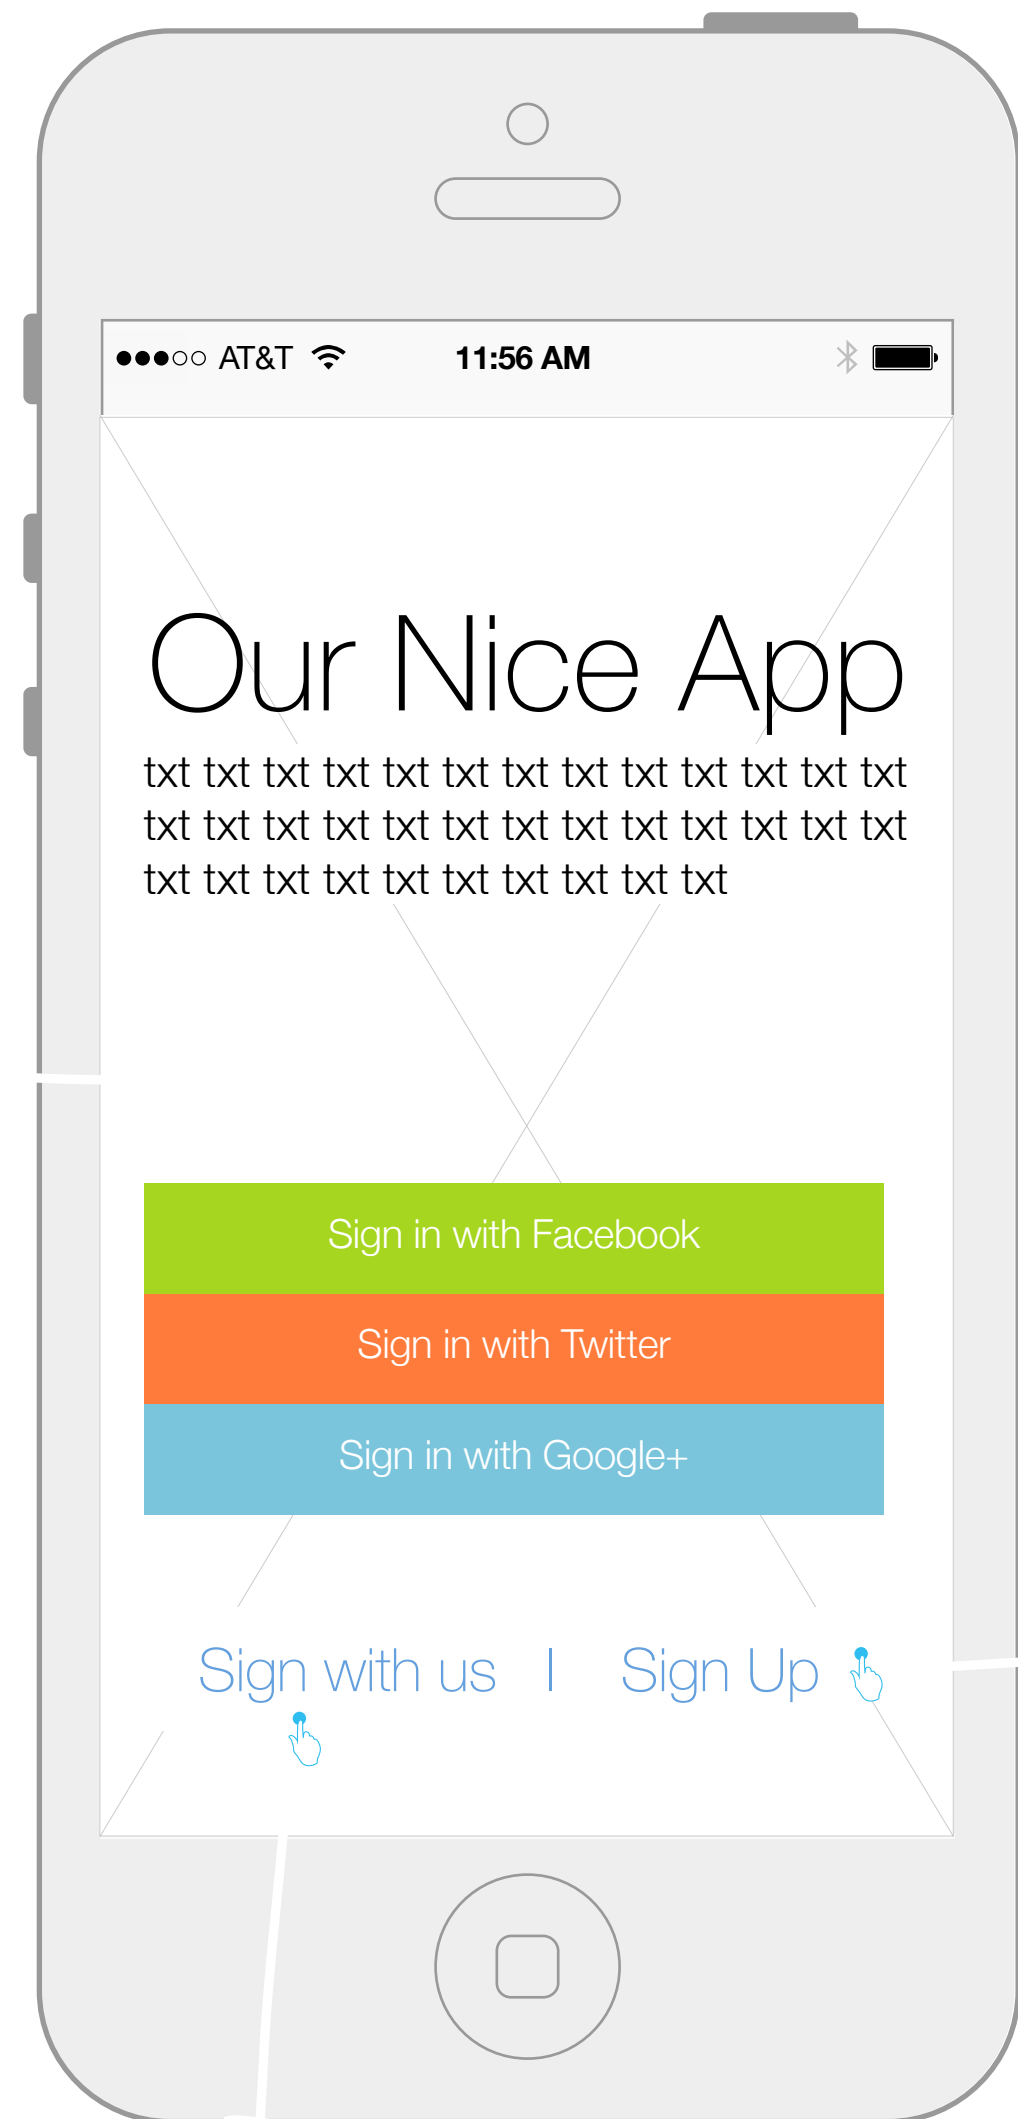 AT&T 11:56 AM
Our Nice App
txt txt txt txt txt txt txt txt txt txt txt txt txt
txt txt txt txt txt txt txt txt txt txt txt txt txt
txt txt txt txt txt txt txt txt txt txt
Sign in with Facebook
Sign in with Twitter
Sign in with Google+
Sign with us | Sign Up